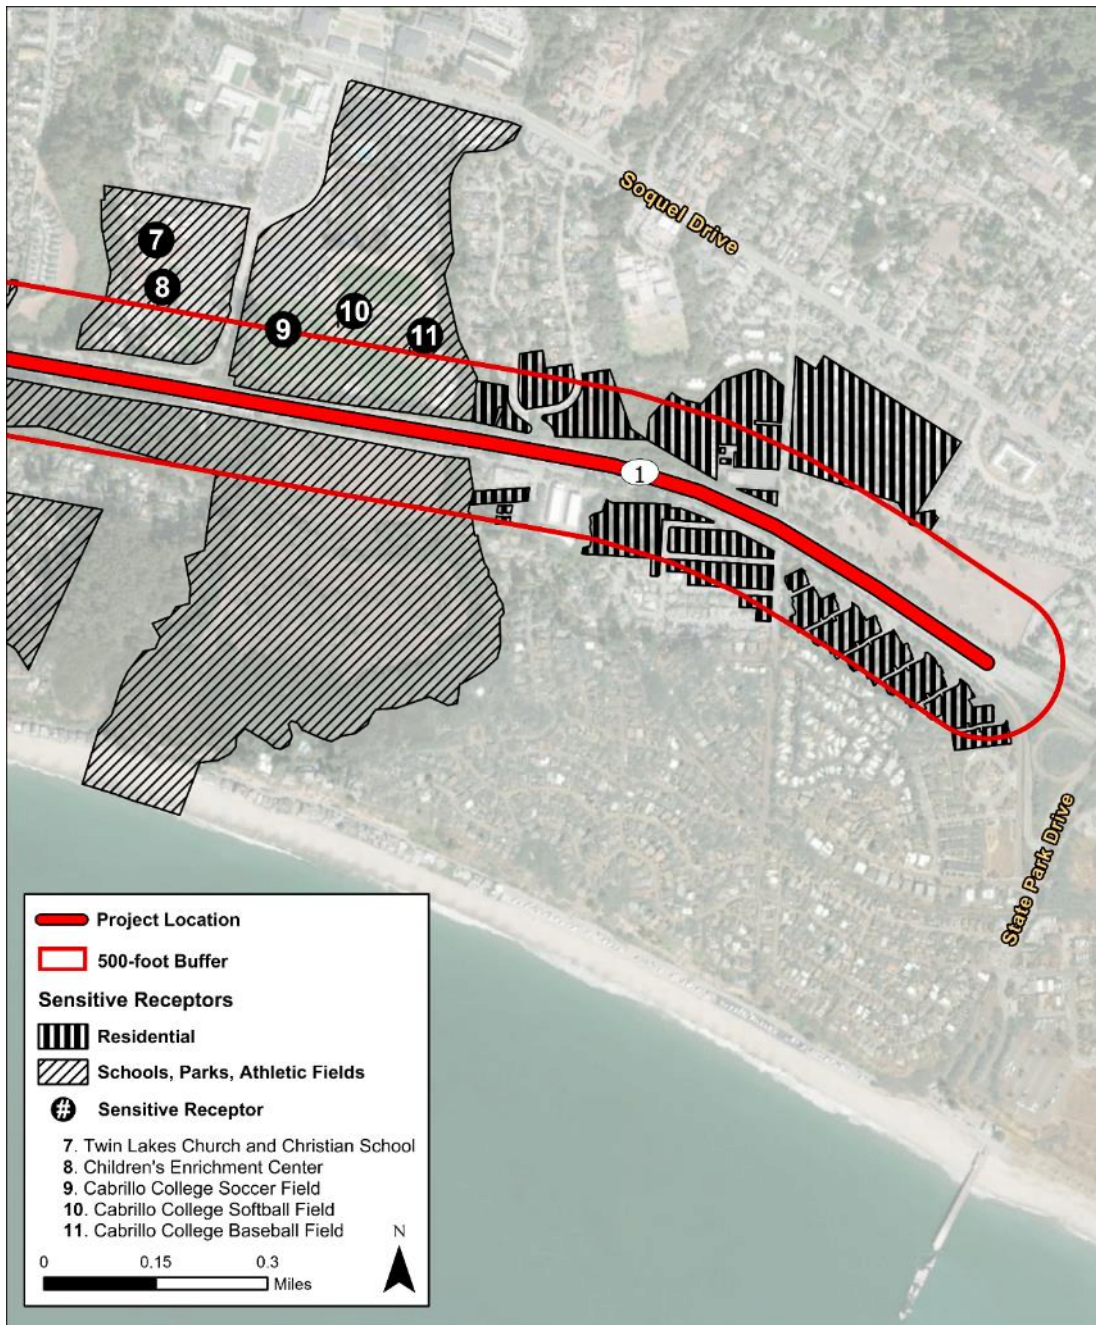 Soquel Drive
7
8
9
10
11
1
State Park Drive
Project Location
500-foot Buffer
Sensitive Receptors
Residential
Schools, Parks, Athletic Fields
# Sensitive Receptor
7. Twin Lakes Church and Christian School
8. Children's Enrichment Center
9. Cabrillo College Soccer Field
10. Cabrillo College Softball Field
11. Cabrillo College Baseball Field
N
0 0.15 0.3
Miles